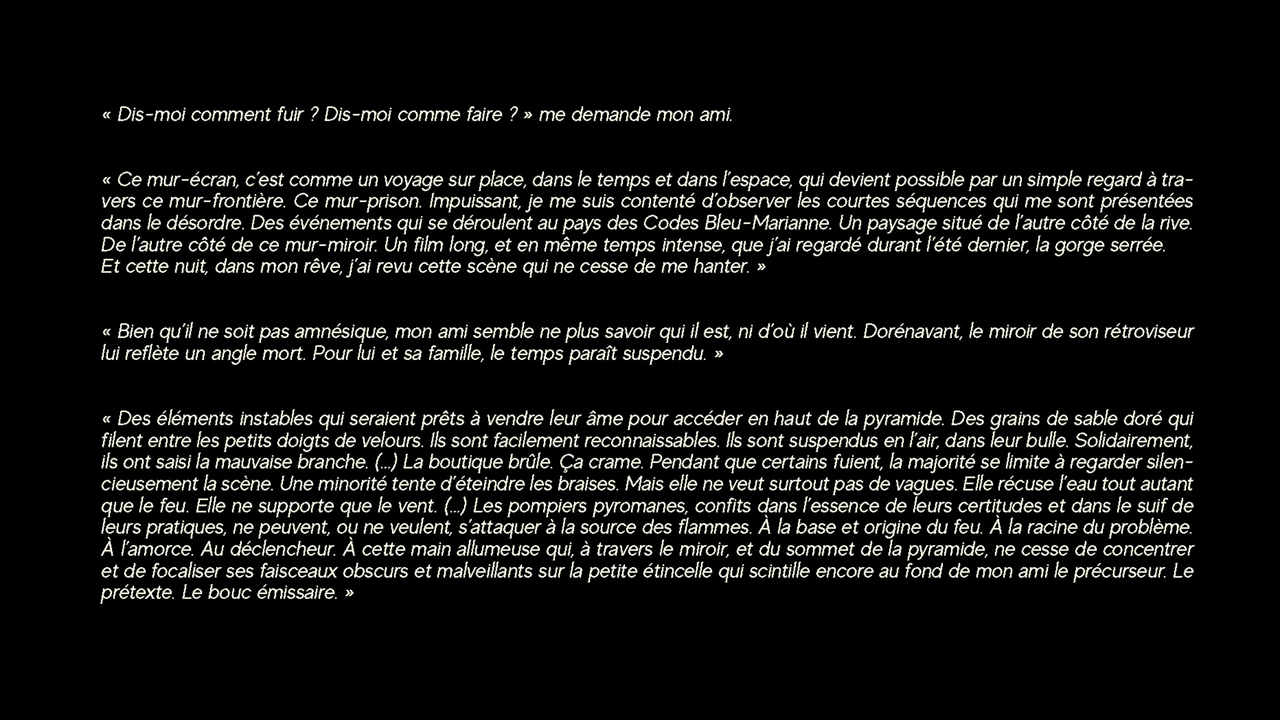 « Dis-moi comment fuir ? Dis-moi comme faire ? » me demande mon ami.
« Ce mur-écran, c'est comme un voyage sur place, dans le temps et dans l'espace, qui devient possible par un simple regard à tra-
vers ce mur-frontière. Ce mur-prison. Impuissant, je me suis contenté d'observer les courtes séquences qui me sont présentées
dans le désordre. Des événements qui se déroulent au pays des Codes Bleu-Marianne. Un paysage situé de l'autre côté de la rive.
De l'autre côté de ce mur-miroir. Un film long, et en même temps intense, que j'ai regardé durant l'été dernier, la gorge serrée.
Et cette nuit, dans mon rêve, j'ai revu cette scène qui ne cesse de me hanter. »
« Bien qu'il ne soit pas amnésique, mon ami semble ne plus savoir qui il est, ni d'où il vient. Dorénavant, le miroir de son rétroviseur
lui reflète un angle mort. Pour lui et sa famille, le temps paraît suspendu. »
« Des éléments instables qui seraient prêts à vendre leur âme pour accéder en haut de la pyramide. Des grains de sable doré qui
filent entre les petits doigts de velours. Ils sont facilement reconnaissables. Ils sont suspendus en l'air, dans leur bulle. Solidairement,
ils ont saisi la mauvaise branche. (...) La boutique brûle. Ça crame. Pendant que certains fuient, la majorité se limite à regarder silen-
cieusement la scène. Une minorité tente d'éteindre les braises. Mais elle ne veut surtout pas de vagues. Elle récuse l'eau tout autant
que le feu. Elle ne supporte que le vent. (...) Les pompiers pyromanes, confits dans l'essence de leurs certitudes et dans le suif de
leurs pratiques, ne peuvent, ou ne veulent, s'attaquer à la source des flammes. À la base et origine du feu. À la racine du problème.
À l'amorce. Au déclencheur. À cette main allumeuse qui, à travers le miroir, et du sommet de la pyramide, ne cesse de concentrer
et de focaliser ses faisceaux obscurs et malveillants sur la petite étincelle qui scintille encore au fond de mon ami le précurseur. Le
prétexte. Le bouc émissaire. »